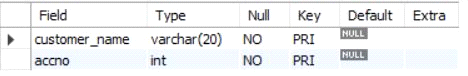 Field Type Null Key Default Extra
customer_name varchar(20) NO PRI NULL
accno int NO PRI NULL